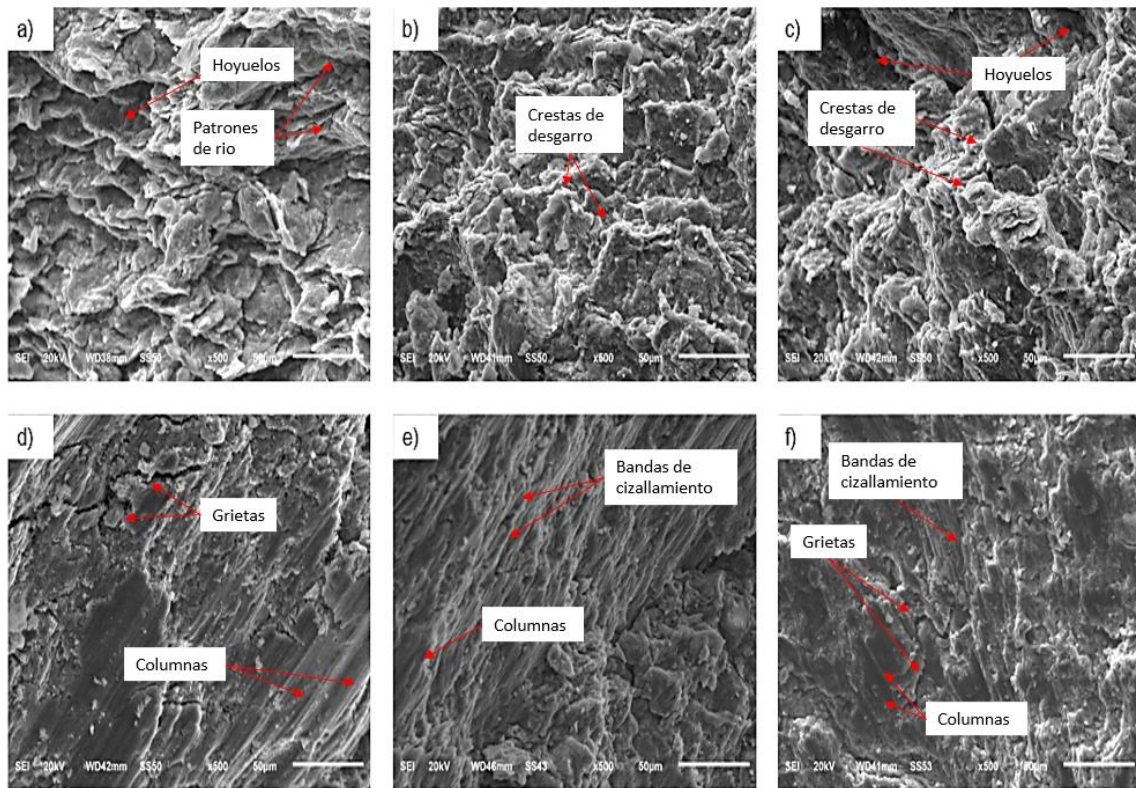 a)
Hoyuelos
Patrones
de rio
SEI 20kV WD38mm SS50 x500 50µm
b)
Crestas de
desgarro
SEI 20kV WD41mm SS50 x600 50µm
c)
Hoyuelos
Crestas de
desgarro
SEI 20kV WD42mm SS50 x500 50µm
d)
Grietas
Columnas
SEI 20kV WD42mm SS50 x500 50µm
e)
Bandas de
cizallamiento
Columnas
SEI 20kV WD46mm SS43 x500 50µm
f)
Bandas de
cizallamiento
Grietas
Columnas
SEI 20kV WD41mm SS53 x500 50µm